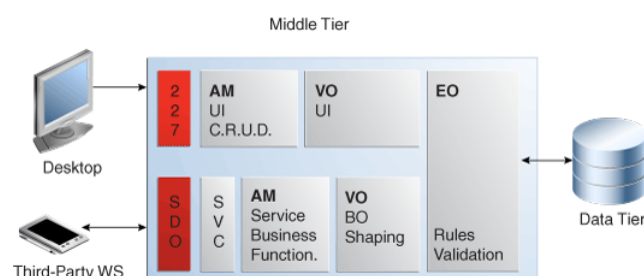 Middle Tier
2
2
7
AM
UI
C.R.U.D.
VO
UI
EO
Rules
Validation
Desktop
S
D
O
S
V
C
AM
Service
Business
Function.
VO
BO
Shaping
Third-Party WS
Data Tier